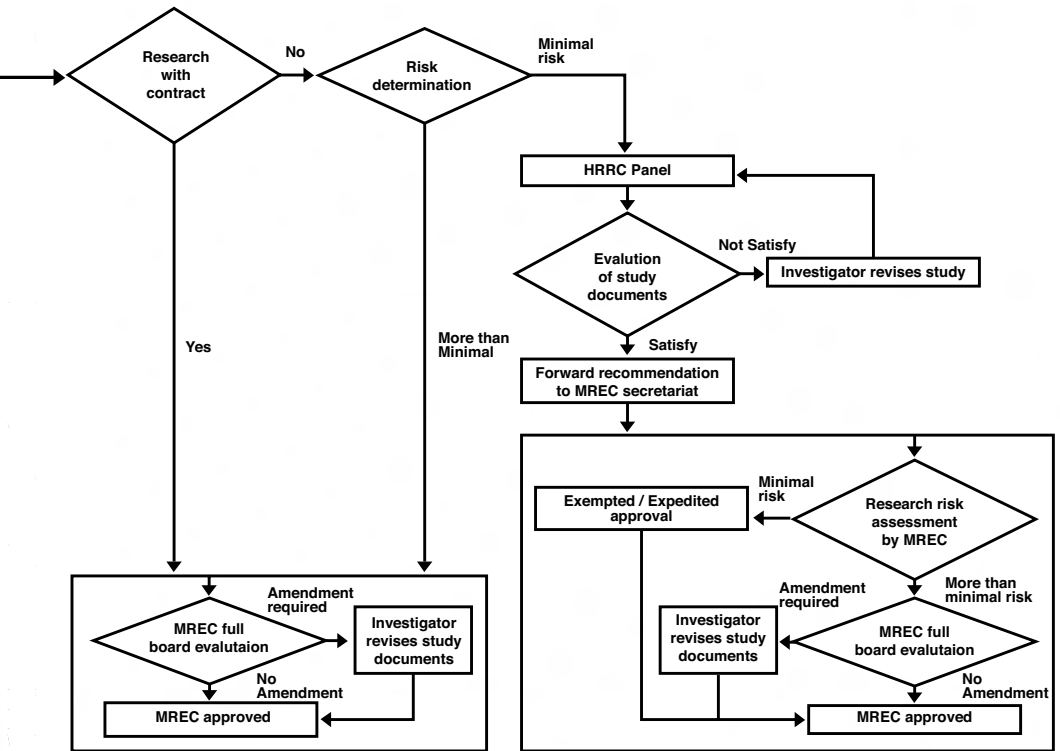 Research
with
contract
No
Risk
determination
Minimal
risk
HRRC Panel
Evalution
of study
documents
Not Satisfy
Investigator revises study
Yes
More than
Minimal
Satisfy
Forward recommendation
to MREC secretariat
Exempted / Expedited
approval
Minimal
risk
Research risk
assessment
by MREC
More than
minimal risk
MREC full
board evalutaion
Amendment
required
Investigator
revises study
documents
No
Amendment
MREC approved
Amendment
required
Investigator
revises study
documents
MREC full
board evalutaion
No
Amendment
MREC approved